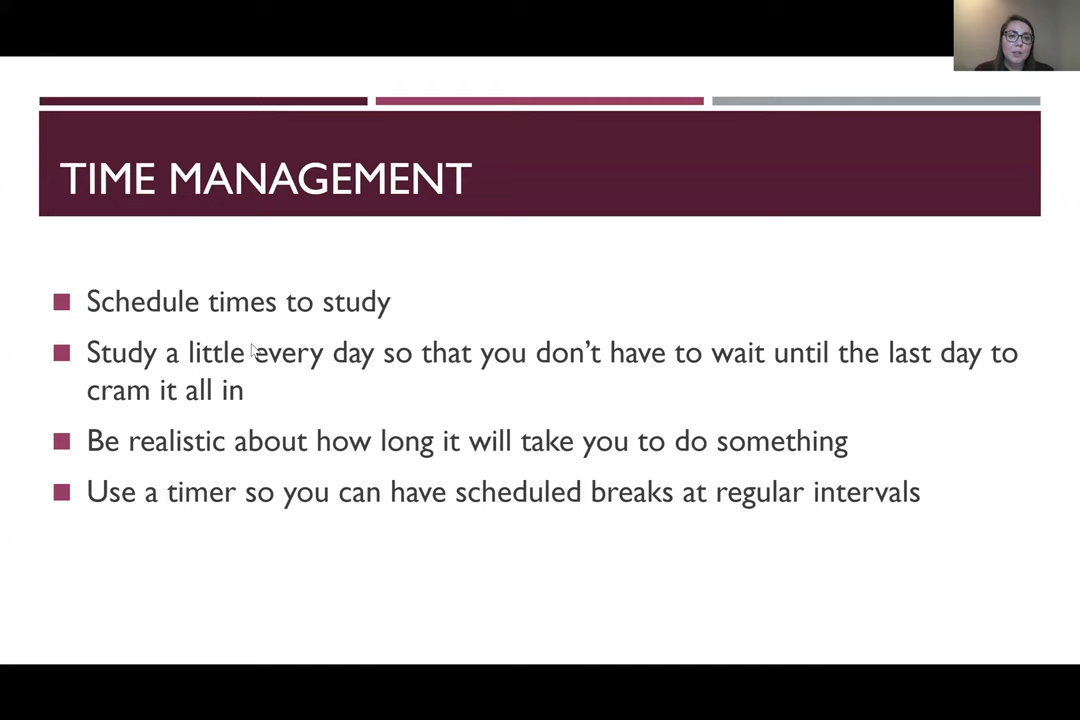 TIME MANAGEMENT
Schedule times to study
Study a little every day so that you don’t have to wait until the last day to
cram it all in
Be realistic about how long it will take you to do something
Use a timer so you can have scheduled breaks at regular intervals